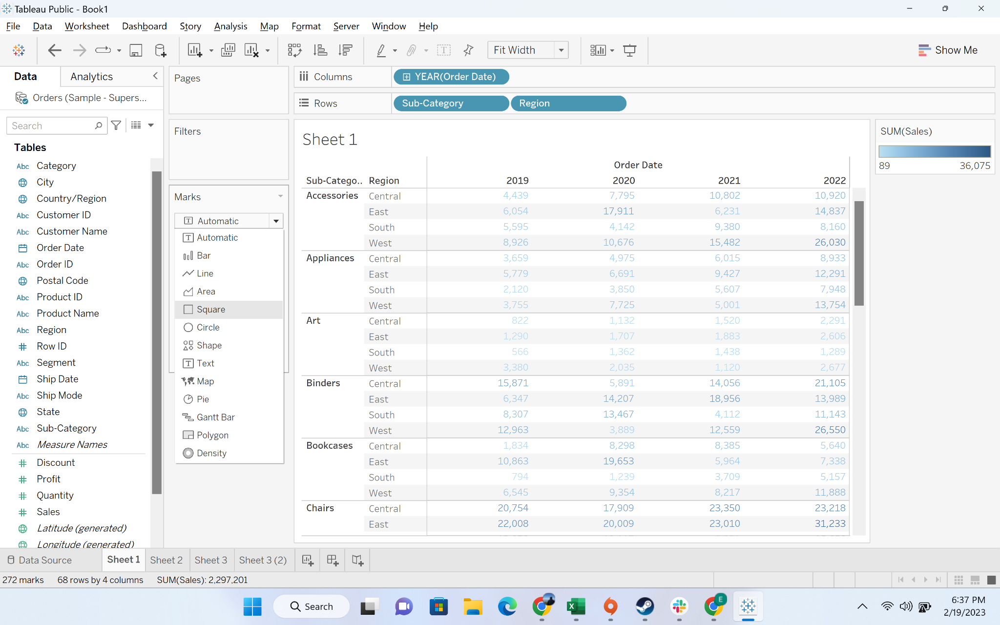 Tableau Public - Book1
File Data Worksheet Dashboard Story Analysis Map Format Server Window Help
Fit Width
Show Me
Data
Analytics
Orders (Sample - Supers...
Search
Tables
Abc Category
City
Country/Region
Abc Customer ID
Abc Customer Name
Order Date
Abc Order ID
Postal Code
Abc Product ID
Abc Product Name
Abc Region
# Row ID
Abc Segment
Ship Date
Abc Ship Mode
State
Abc Sub-Category
Abc Measure Names
# Discount
# Profit
# Quantity
# Sales
Latitude (generated)
Longitude (generated)
Pages
Filters
Marks
Automatic
Automatic
Bar
Line
Area
Square
Circle
Shape
Text
Map
Pie
Gantt Bar
Polygon
Density
Columns YEAR(Order Date)
Rows Sub-Category Region
Sheet 1
Order Date
Sub-Catego.. Region 2019 2020 2021 2022
Accessories Central 4,439 7,795 10,802 10,920
East 6,054 17,911 6,231 14,837
South 5,595 4,142 9,380 8,160
West 8,926 10,676 15,482 26,030
Appliances Central 3,659 4,975 6,015 8,933
East 5,779 6,691 9,427 12,291
South 2,120 3,850 5,607 7,948
West 3,755 7,725 5,001 13,754
Art Central 822 1,132 1,520 2,291
East 1,290 1,707 1,883 2,606
South 566 1,362 1,438 1,289
West 3,380 2,035 1,120 2,677
Binders Central 15,871 5,891 14,056 21,105
East 6,347 14,207 18,956 13,989
South 8,307 13,467 4,112 11,143
West 12,963 3,889 12,559 26,550
Bookcases Central 1,834 8,298 8,385 5,640
East 10,863 19,653 5,964 7,338
South 794 1,239 3,709 5,157
West 6,545 9,354 8,217 11,888
Chairs Central 20,754 17,909 23,350 23,218
East 22,008 20,009 23,010 31,233
SUM(Sales)
89 36,075
Data Source Sheet 1 Sheet 2 Sheet 3 Sheet 3 (2)
272 marks 68 rows by 4 columns SUM(Sales): 2,297,201
Search
E
6:37 PM
2/19/2023